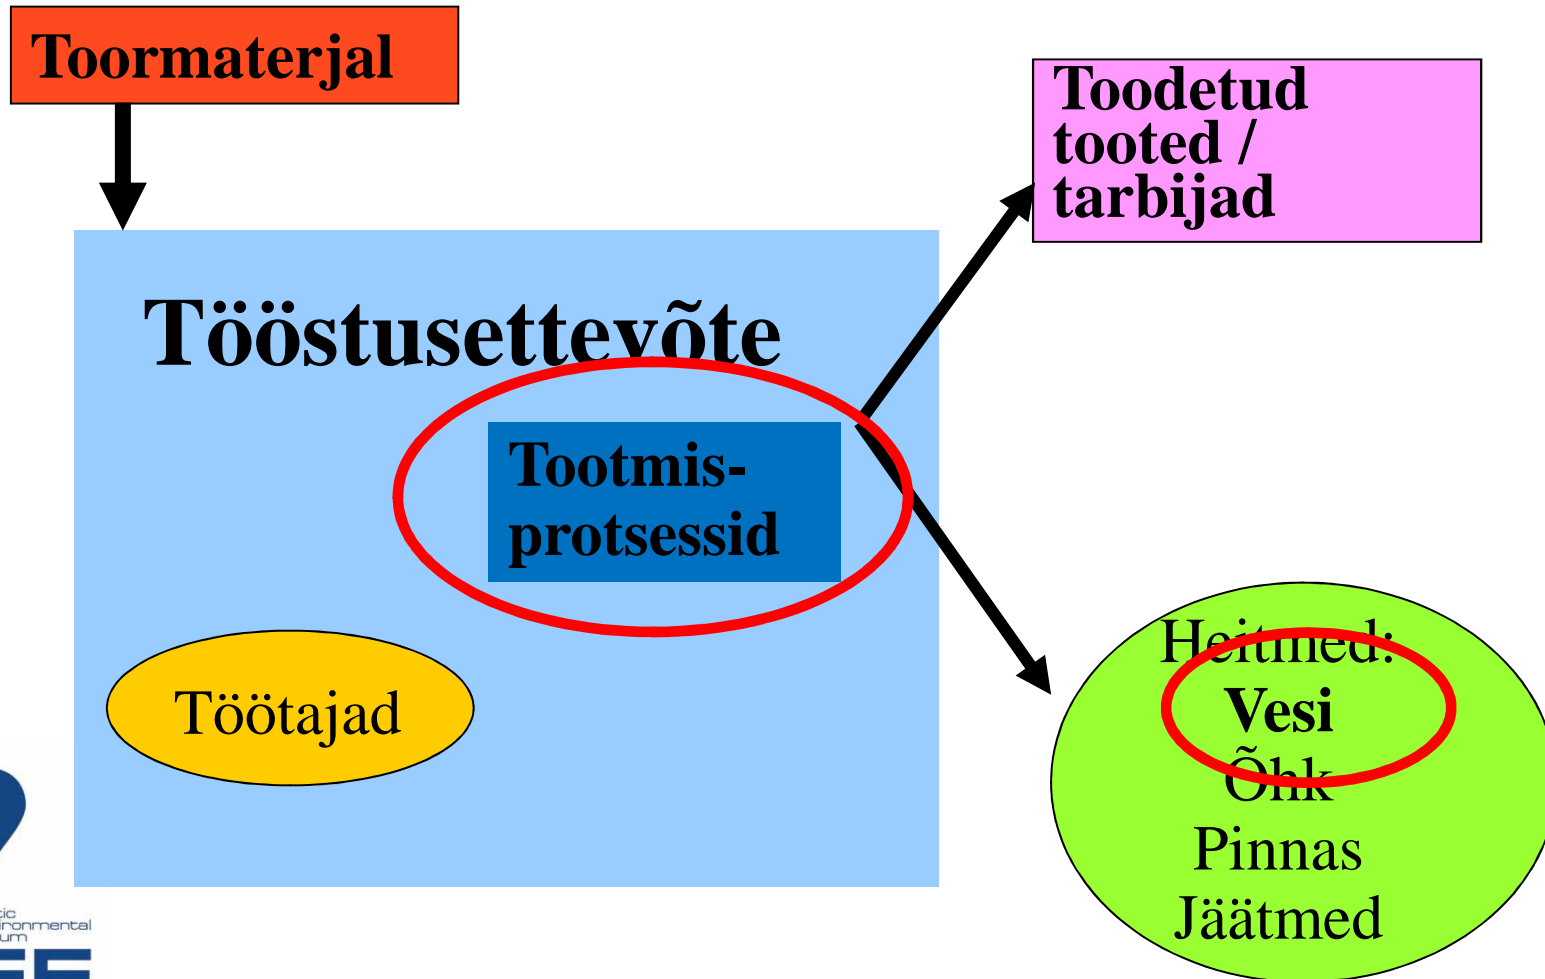 Toormaterjal
Toodetud
tooted /
tarbijad
Tööstusettevõte
Tootmis-
protsessid
Töötajad
Heitmed:
Vesi
Õhk
Pinnas
Jäätmed